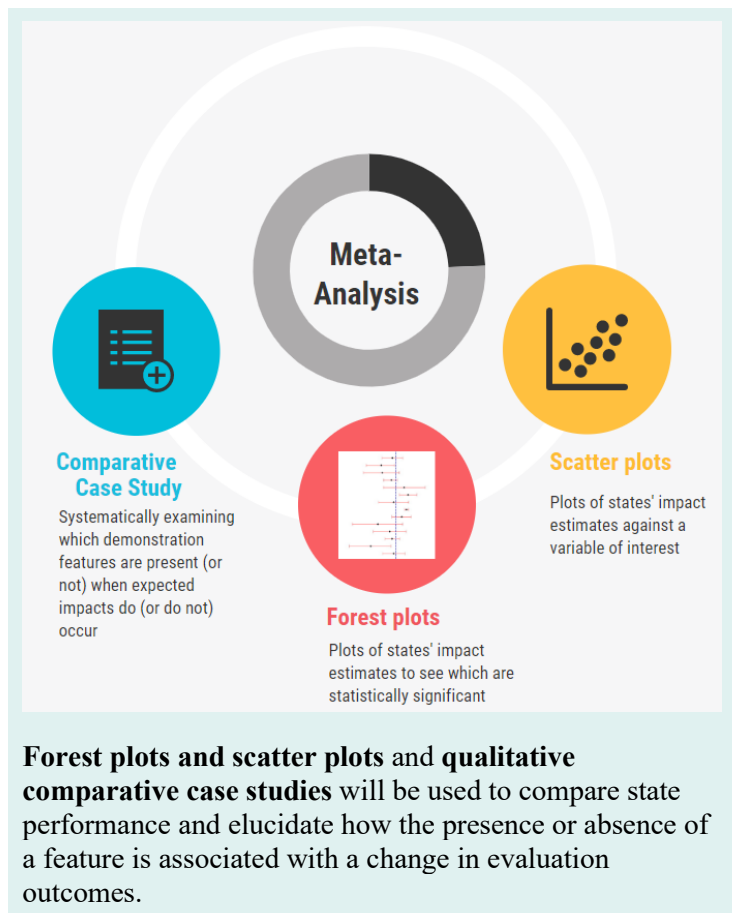 Meta-
Analysis
Comparative
Case Study
Systematically examining
which demonstration
features are present (or
not) when expected
impacts do (or do not)
occur
Forest plots
Plots of states' impact
estimates to see which are
statistically significant
Scatter plots
Plots of states' impact
estimates against a
variable of interest
Forest plots and scatter plots and qualitative
comparative case studies will be used to compare state
performance and elucidate how the presence or absence of
a feature is associated with a change in evaluation
outcomes.